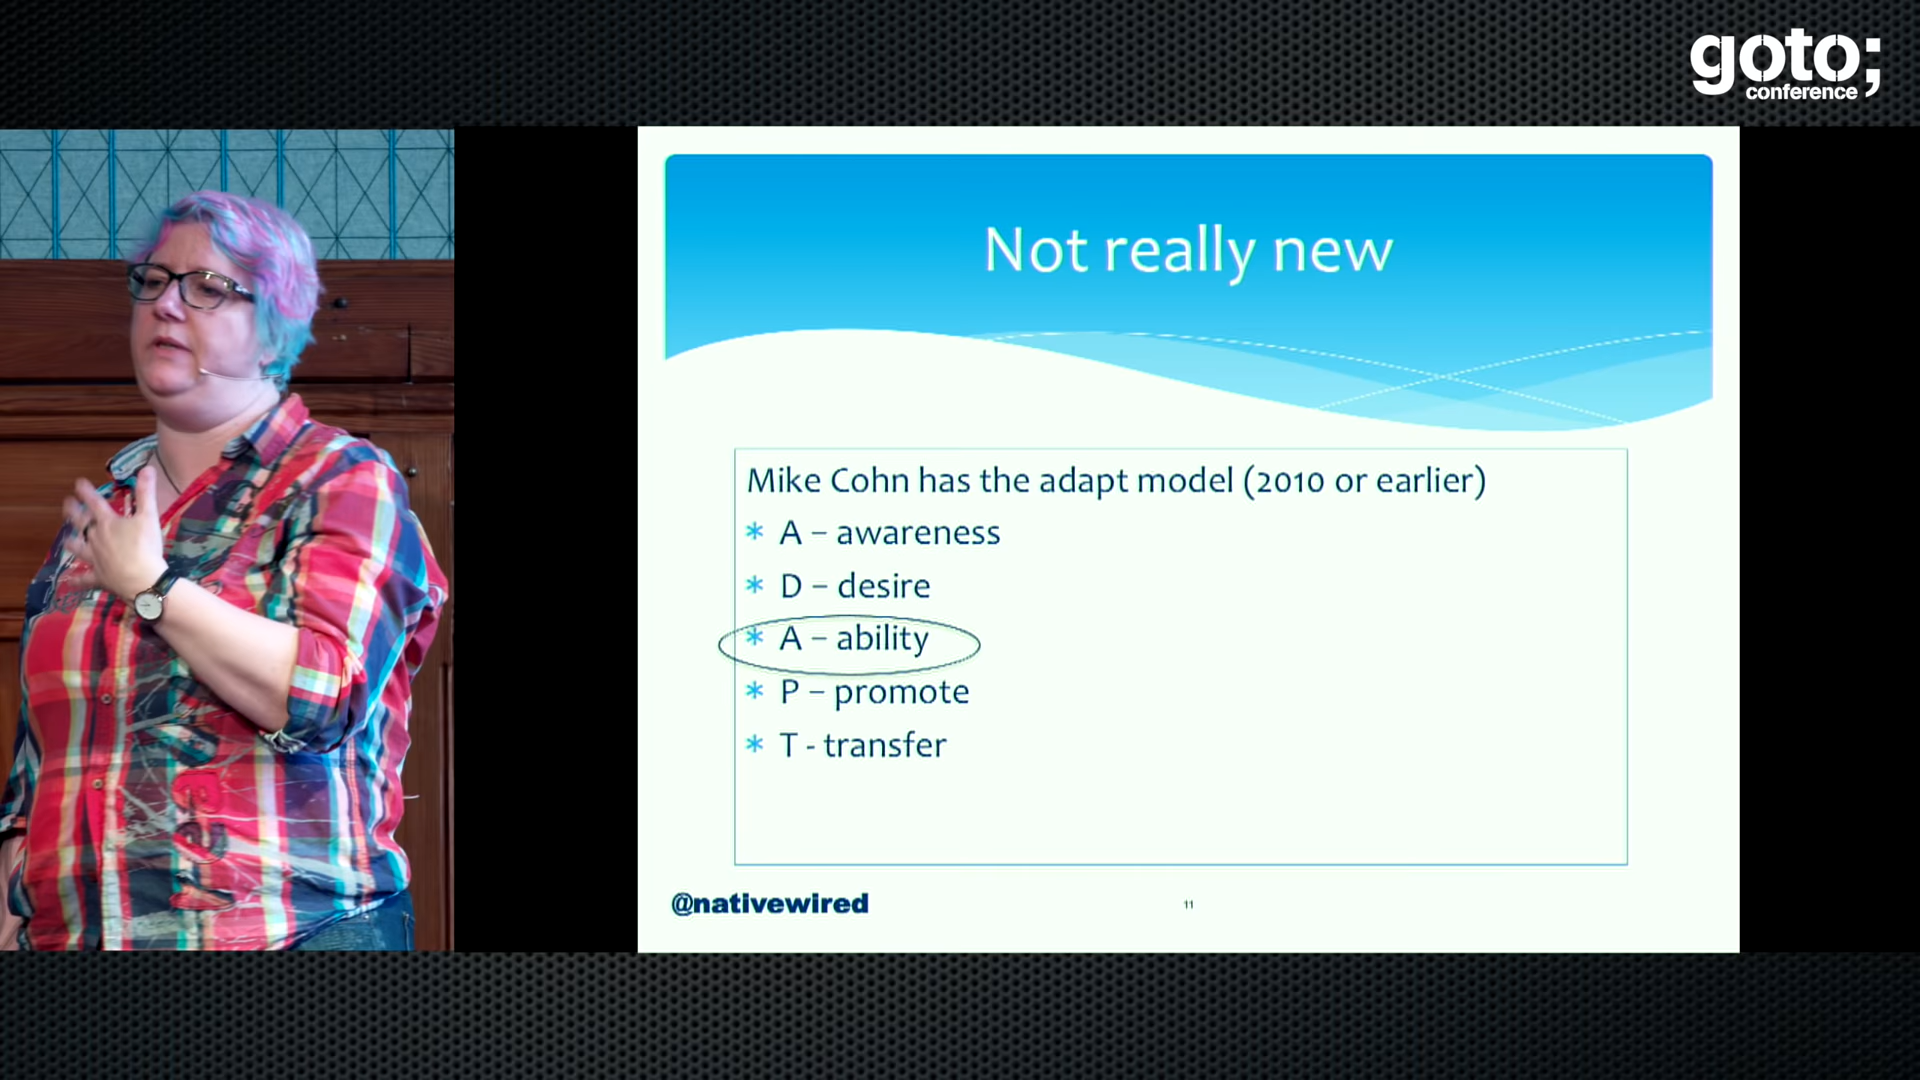 goto;
conference
Not really new
Mike Cohn has the adapt model (2010 or earlier)
* A – awareness
* D – desire
* A – ability
* P – promote
* T - transfer
@nativewired
11